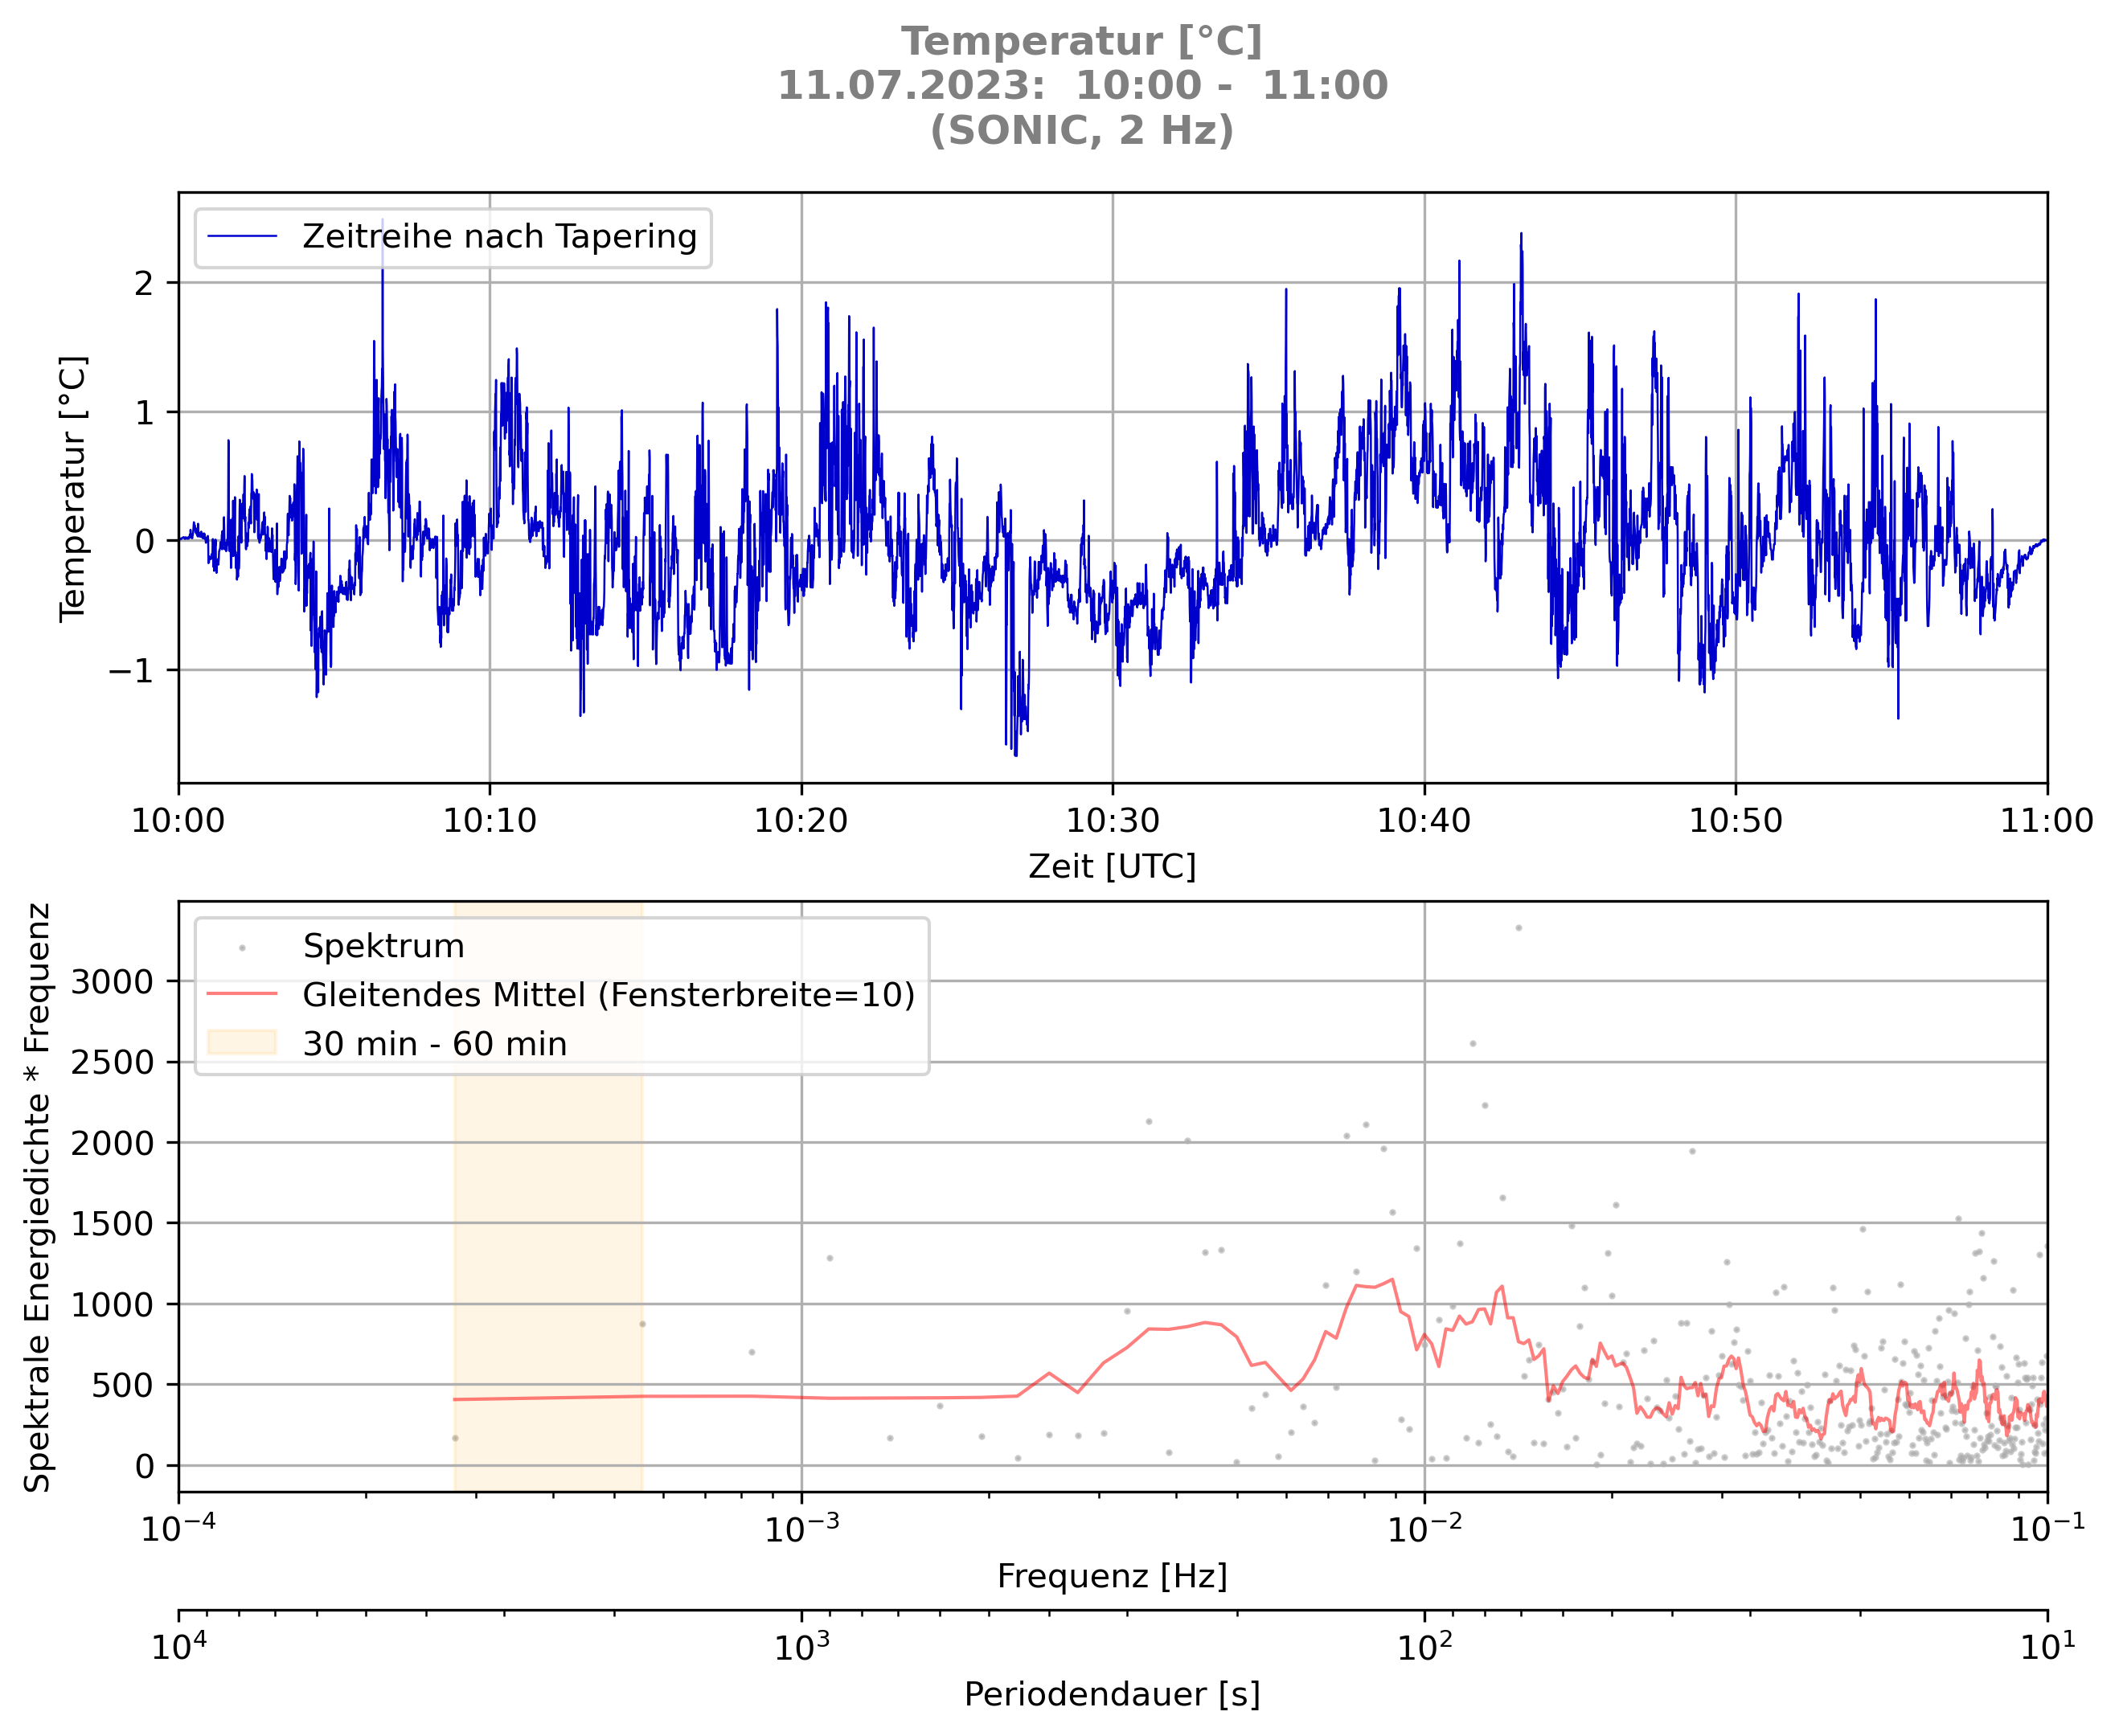 Temperatur [°C]
11.07.2023:  10:00 -  11:00
(SONIC, 2 Hz)
Zeitreihe nach Tapering
Temperatur [°C]
2
1
0
−1
10:00 10:10 10:20 10:30 10:40 10:50 11:00
Zeit [UTC]
Spektrum
Gleitendes Mittel (Fensterbreite=10)
30 min - 60 min
Spektrale Energiedichte * Frequenz
3000
2500
2000
1500
1000
500
0
10⁻⁴ 10⁻³ 10⁻² 10⁻¹
Frequenz [Hz]
10⁴ 10³ 10² 10¹
Periodendauer [s]